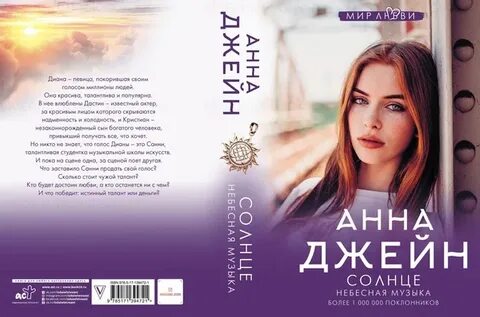 Диана – певица, покорившая своим
голосом миллионы людей.
Она красива, талантлива и популярна.
В нее влюблены Дастин – известный актер,
за красивым лицом которого скрываются
надменность и холодность, и Кристиан –
незаконнорожденный сын богатого человека,
привыкший получать все, что хочет.
Но никто не знает, что голос Дианы – это Санни,
талантливая студентка музыкальной школы искусств.
И пока на сцене одна, за сценой поет другая.
Что заставило Санни продать свой голос?
Сколько стоит чужой талант?
Кто будет достоин любви, а кто останется ни с чем?
И что победит: истинный талант или деньги?
аст
www.ast.ru
АННА
ДЖЕЙН
СОЛНЦЕ
НЕБЕСНАЯ МУЗЫКА
МИР ЛЮБВИ
АННА
ДЖЕЙН
СОЛНЦЕ
НЕБЕСНАЯ МУЗЫКА
БОЛЕЕ 1 000 000 ПОКЛОННИКОВ